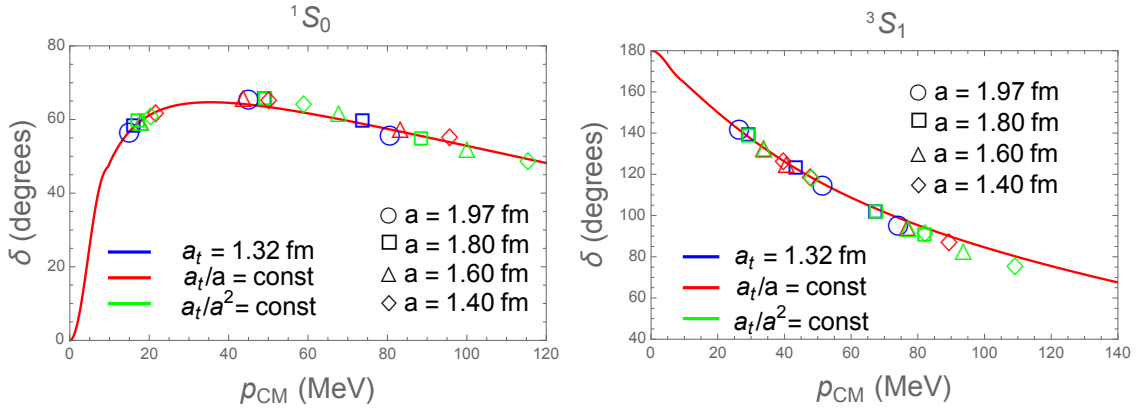 ¹S₀
80
60
40
20
0
0 20 40 60 80 100 120
δ (degrees)
p_CM (MeV)
a_t = 1.32 fm
a_t/a = const
a_t/a² = const
a = 1.97 fm
a = 1.80 fm
a = 1.60 fm
a = 1.40 fm
³S₁
180
160
140
120
100
80
60
40
0 20 40 60 80 100 120 140
δ (degrees)
p_CM (MeV)
a = 1.97 fm
a = 1.80 fm
a = 1.60 fm
a = 1.40 fm
a_t = 1.32 fm
a_t/a = const
a_t/a² = const